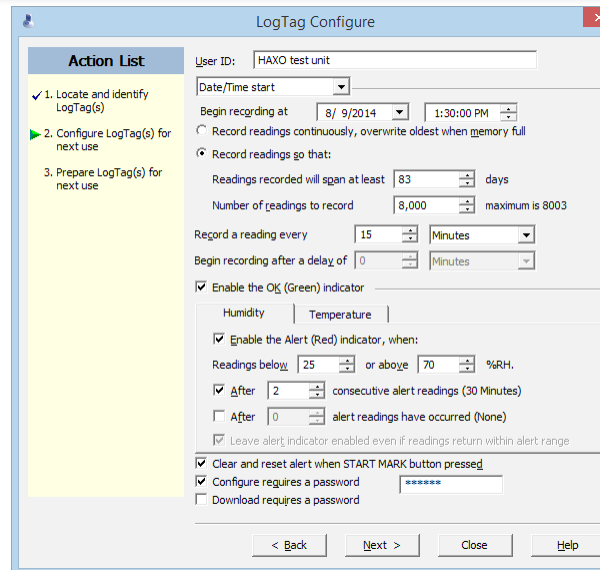 LogTag Configure
Action List
1. Locate and identify
LogTag(s)
2. Configure LogTag(s) for
next use
3. Prepare LogTag(s) for
next use
User ID: HAXO test unit
Date/Time start
Begin recording at 8/ 9/2014 1:30:00 PM
Record readings continuously, overwrite oldest when memory full
Record readings so that:
Readings recorded will span at least 83 days
Number of readings to record 8,000 maximum is 8003
Record a reading every 15 Minutes
Begin recording after a delay of 0 Minutes
Enable the OK (Green) indicator
Humidity Temperature
Enable the Alert (Red) indicator, when:
Readings below 25 or above 70 %RH.
After 2 consecutive alert readings (30 Minutes)
After 0 alert readings have occurred (None)
Leave alert indicator enabled even if readings return within alert range
Clear and reset alert when START MARK button pressed
Configure requires a password ******
Download requires a password
< Back Next > Close Help